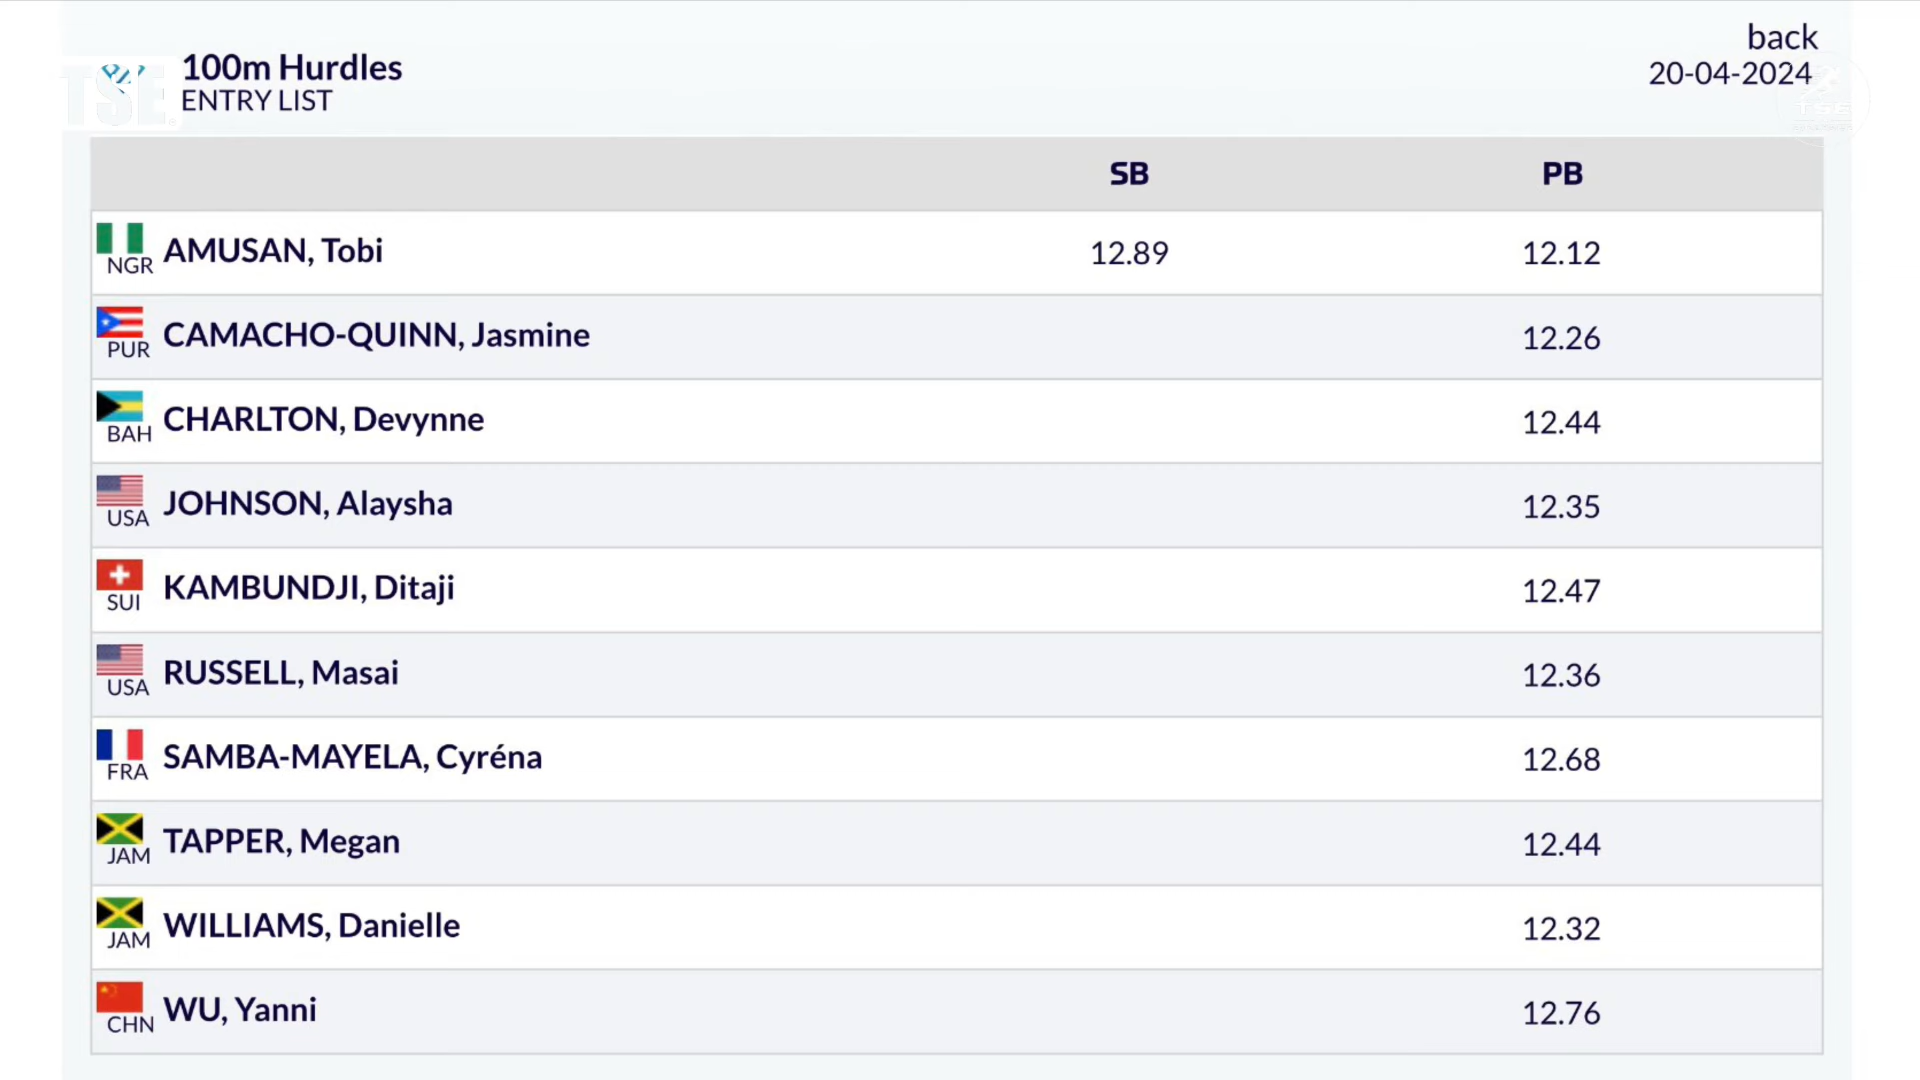 TSE
100m Hurdles
ENTRY LIST
back
20-04-2024
SB PB
NGR AMUSAN, Tobi 12.89 12.12
PUR CAMACHO-QUINN, Jasmine 12.26
BAH CHARLTON, Devynne 12.44
USA JOHNSON, Alaysha 12.35
SUI KAMBUNDJI, Ditaji 12.47
USA RUSSELL, Masai 12.36
FRA SAMBA-MAYELA, Cyréna 12.68
JAM TAPPER, Megan 12.44
JAM WILLIAMS, Danielle 12.32
CHN WU, Yanni 12.76